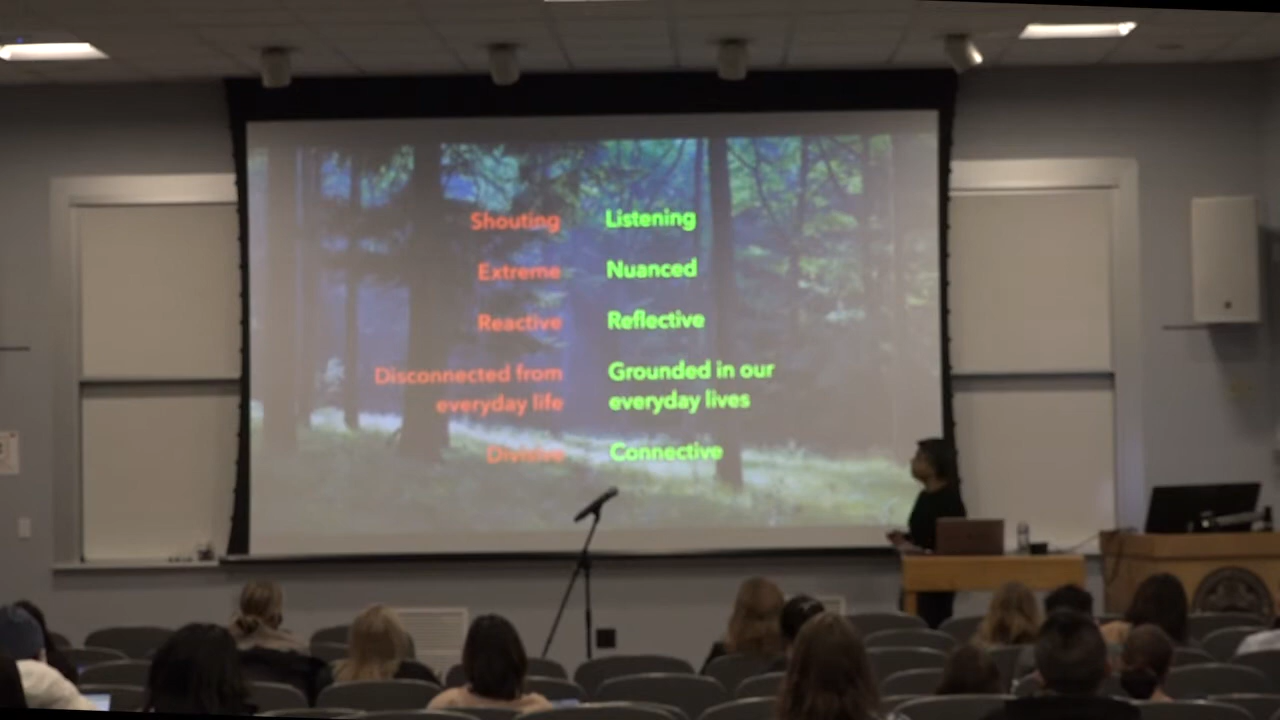 Shouting Listening
Extreme Nuanced
Reactive Reflective
Disconnected from Grounded in our
everyday life everyday lives
Divisive Connective